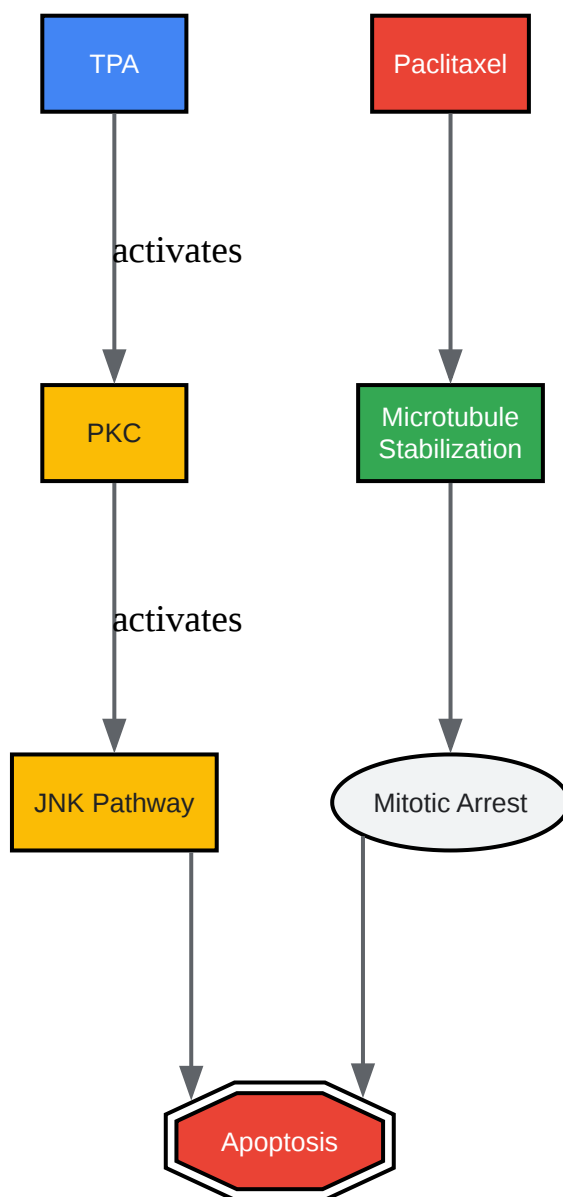 TPA
Paclitaxel
activates
PKC
Microtubule
Stabilization
activates
JNK Pathway
Mitotic Arrest
Apoptosis